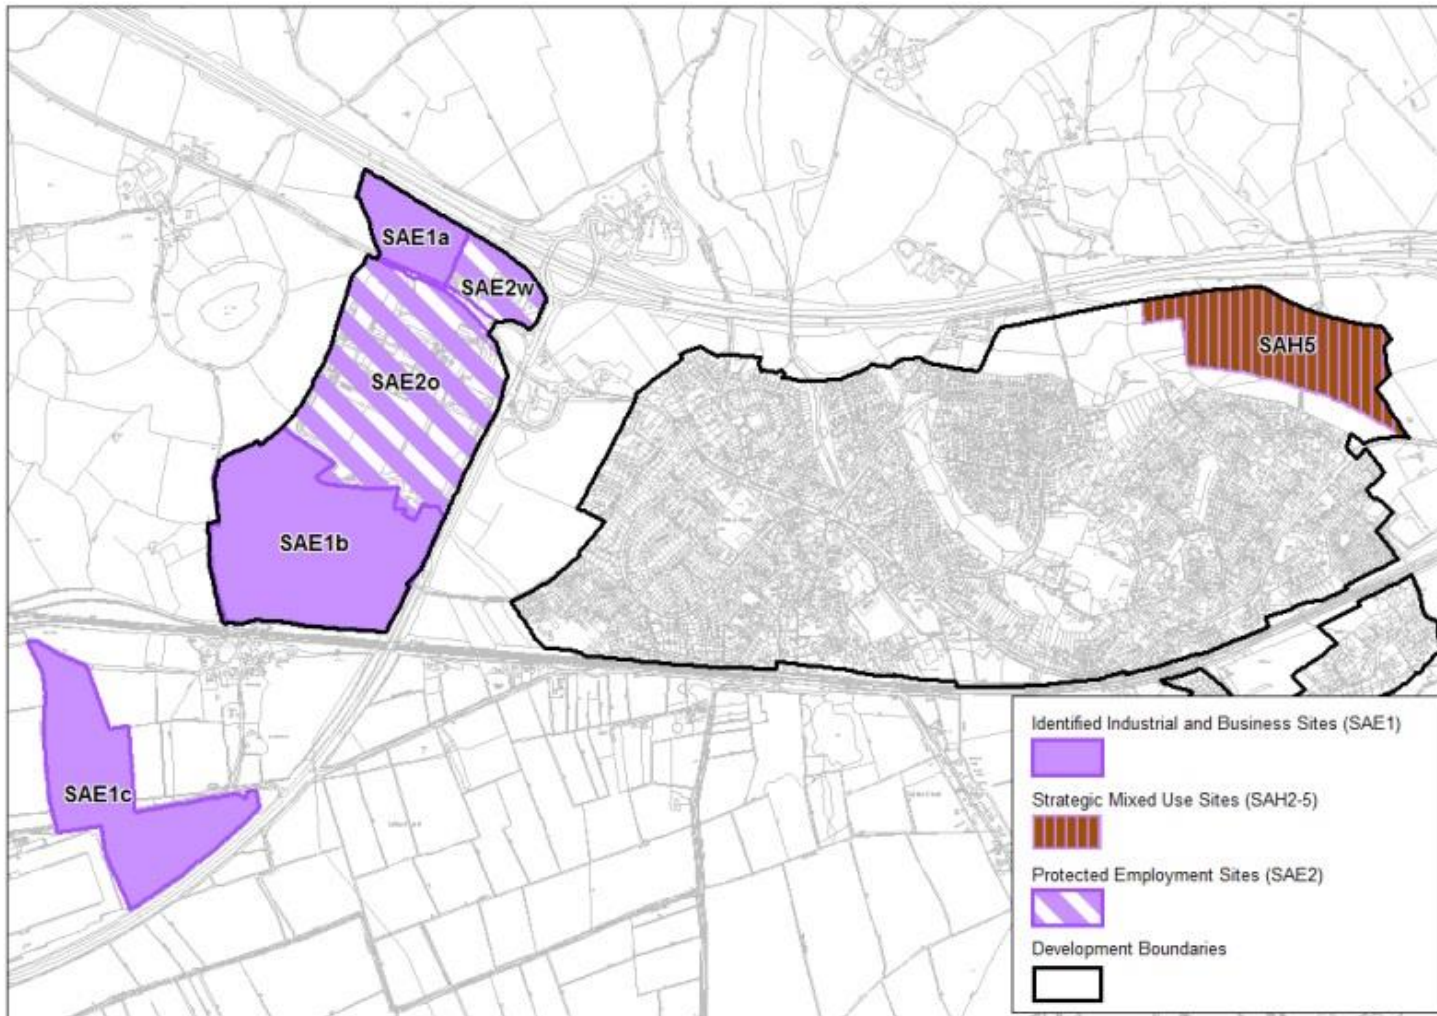 SAE1a
SAE2w
SAH5
SAE2o
SAE1b
SAE1c
Identified Industrial and Business Sites (SAE1)
Strategic Mixed Use Sites (SAH2-5)
Protected Employment Sites (SAE2)
Development Boundaries